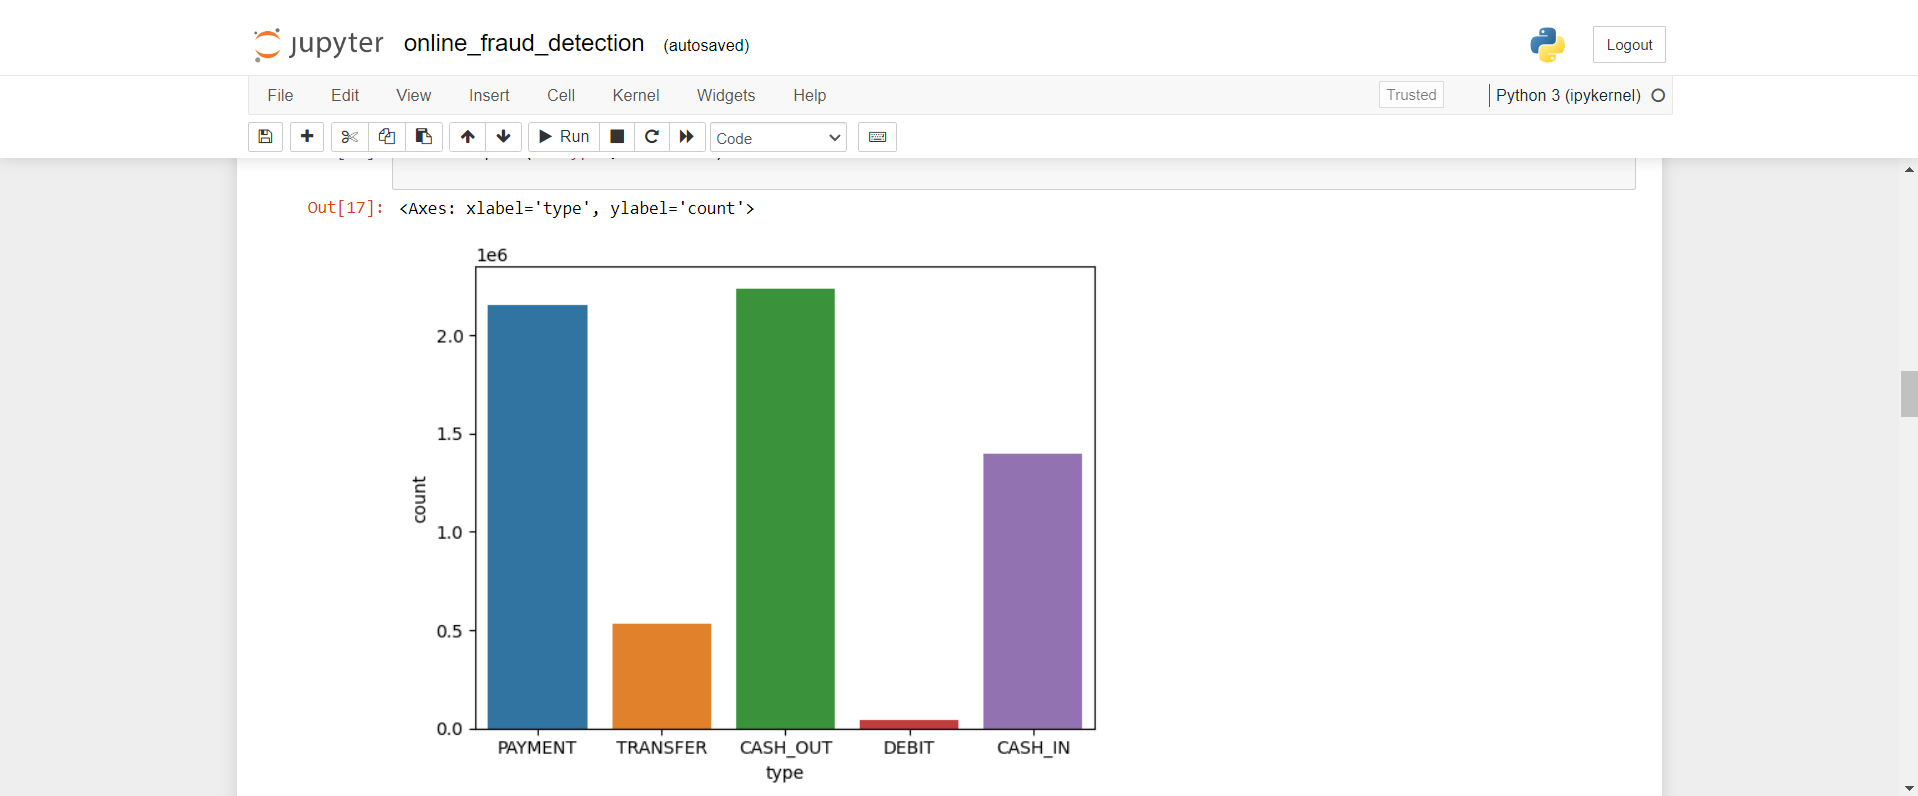 jupyter online_fraud_detection (autosaved) Logout
File Edit View Insert Cell Kernel Widgets Help Trusted Python 3 (ipykernel)
Run Code
Out[17]: <Axes: xlabel='type', ylabel='count'>
1e6
2.0
1.5
1.0
0.5
0.0
count
PAYMENT TRANSFER CASH_OUT DEBIT CASH_IN
type